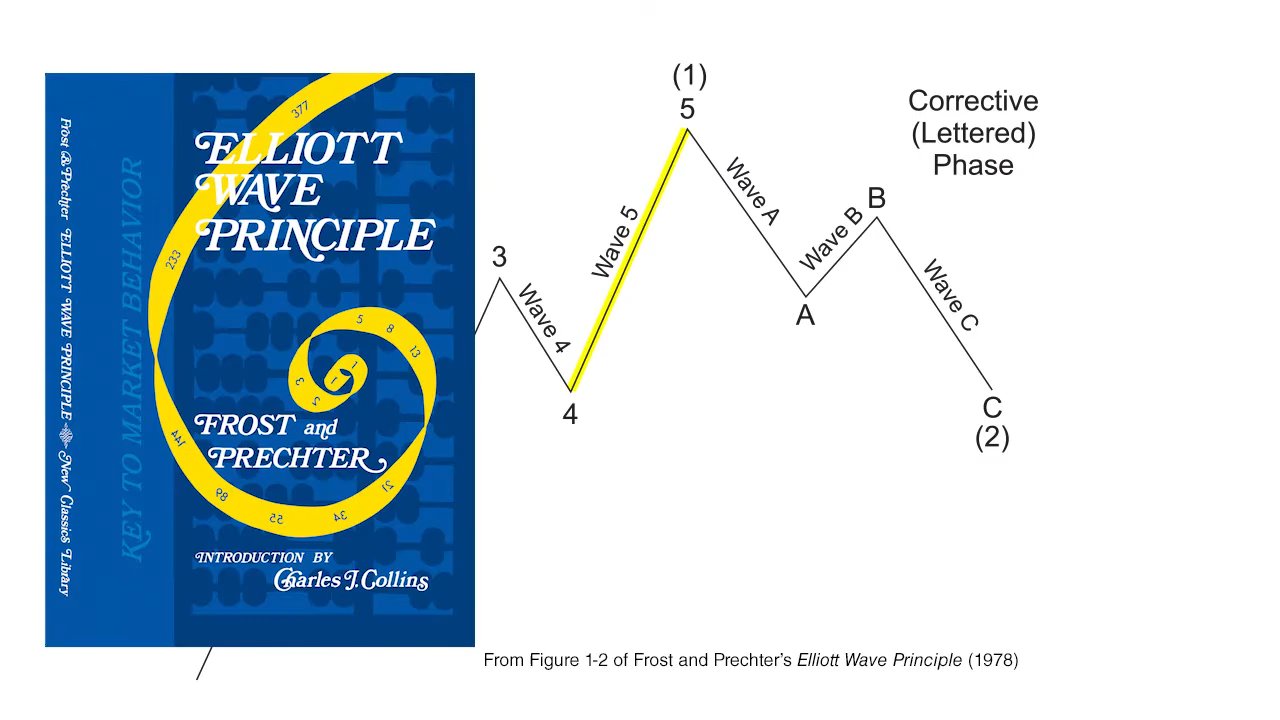 Frost & Prechter ELLIOTT WAVE PRINCIPLE New Classics Library
KEY TO MARKET BEHAVIOR
377
ELLIOTT
WAVE
PRINCIPLE
233
5
8
13
1
1
2
3
FROST and
PRECHTER
144
89
55
34
21
INTRODUCTION BY
Charles J. Collins
3
Wave 4
4
Wave 5
(1)
5
Wave A
A
Wave B
B
Wave C
C
(2)
Corrective
(Lettered)
Phase
From Figure 1-2 of Frost and Prechter's Elliott Wave Principle (1978)